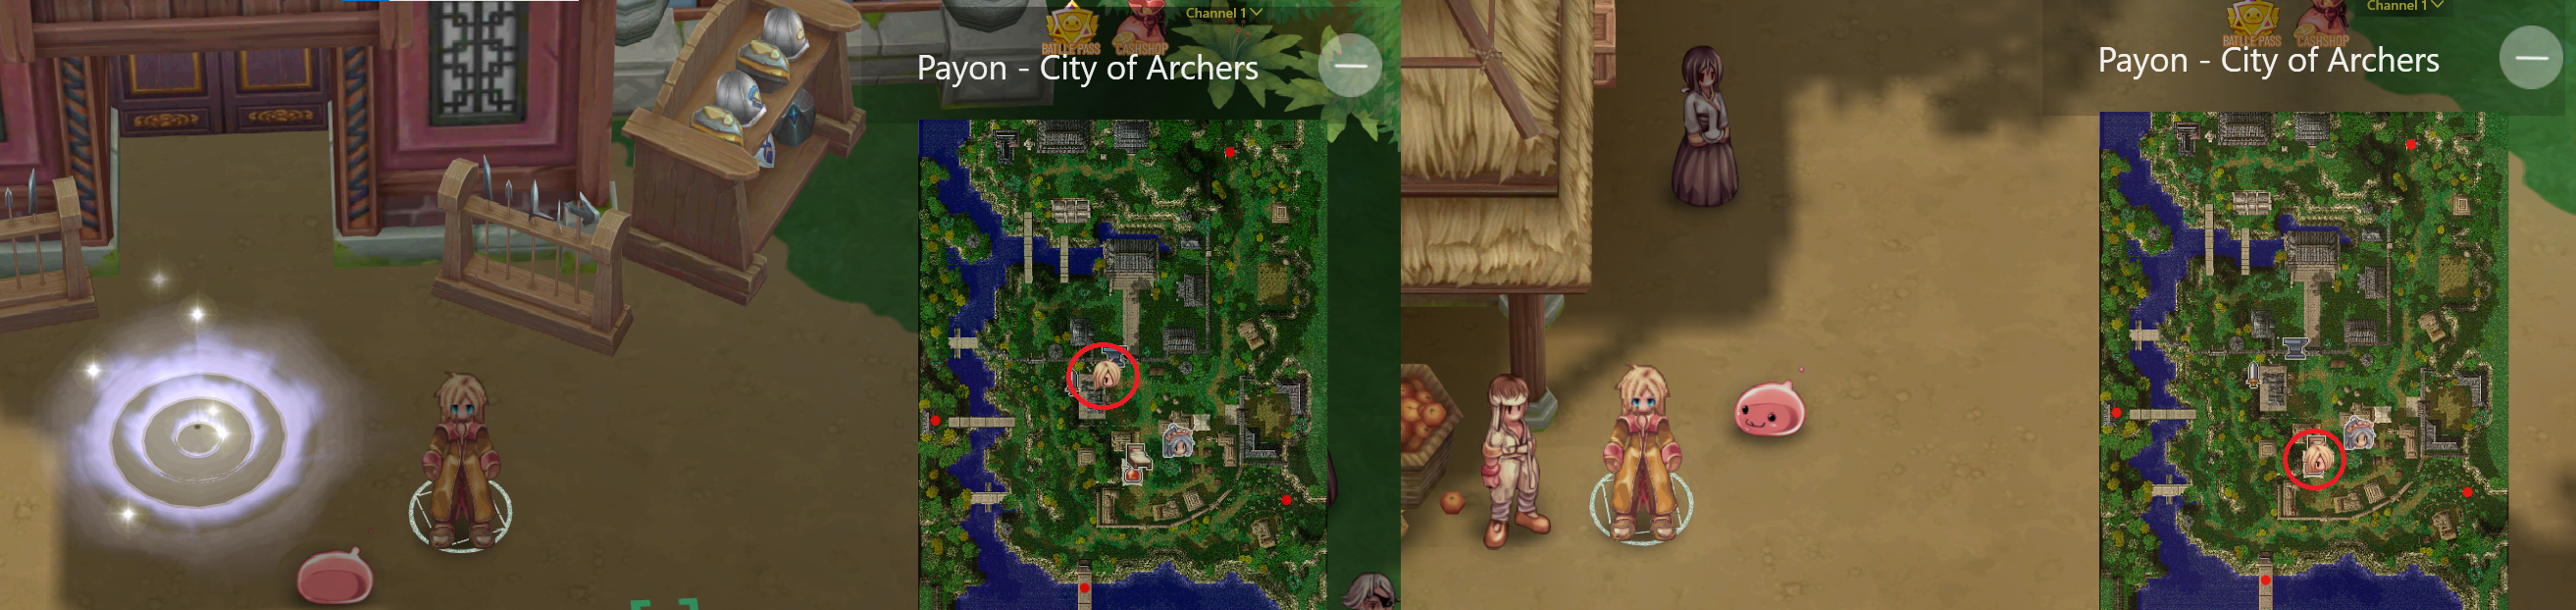 Channel 1
BATTLE PASS
CASHSHOP
Payon - City of Archers
Channel 1
BATTLE PASS
CASHSHOP
Payon - City of Archers